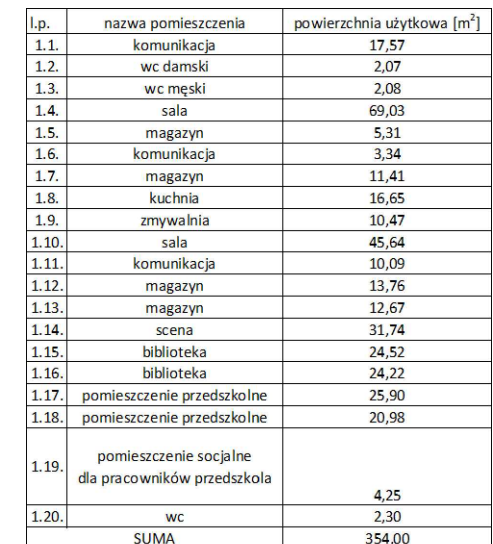 l.p. nazwa pomieszczenia powierzchnia użytkowa [m²]
1.1. komunikacja 17,57
1.2. wc damski 2,07
1.3. wc męski 2,08
1.4. sala 69,03
1.5. magazyn 5,31
1.6. komunikacja 3,34
1.7. magazyn 11,41
1.8. kuchnia 16,65
1.9. zmywalnia 10,47
1.10. sala 45,64
1.11. komunikacja 10,09
1.12. magazyn 13,76
1.13. magazyn 12,67
1.14. scena 31,74
1.15. biblioteka 24,52
1.16. biblioteka 24,22
1.17. pomieszczenie przedszkolne 25,90
1.18. pomieszczenie przedszkolne 20,98
1.19. pomieszczenie socjalne
dla pracowników przedszkola 4,25
1.20. wc 2,30
SUMA 354,00